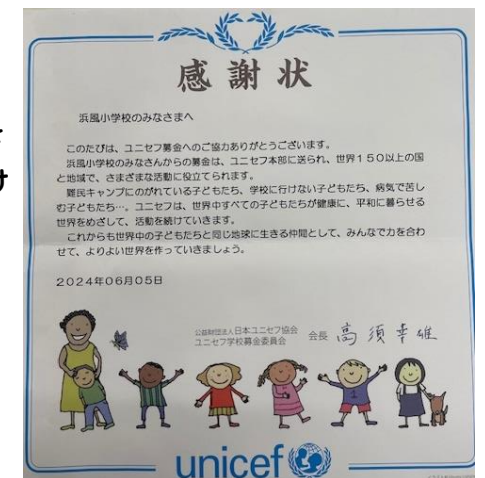 感謝状
浜風小学校のみなさまへ
このたびは、ユニセフ募金へのご協力ありがとうございます。
浜風小学校のみなさんからの募金は、ユニセフ本部に送られ、世界150以上の国
と地域で、さまざまな活動に役立てられます。
難民キャンプにのがれている子どもたち、学校に行けない子どもたち、病気で苦し
む子どもたち…。ユニセフは、世界中すべての子どもたちが健康に、平和に暮らせる
世界をめざして、活動を続けていきます。
これからも世界中の子どもたちと同じ地球に生きる仲間として、みんなで力を合わ
せて、よりよい世界を作っていきましょう。
2024年06月05日
公益財団法人日本ユニセフ協会
ユニセフ学校募金委員会
会長 高須幸雄
unicef